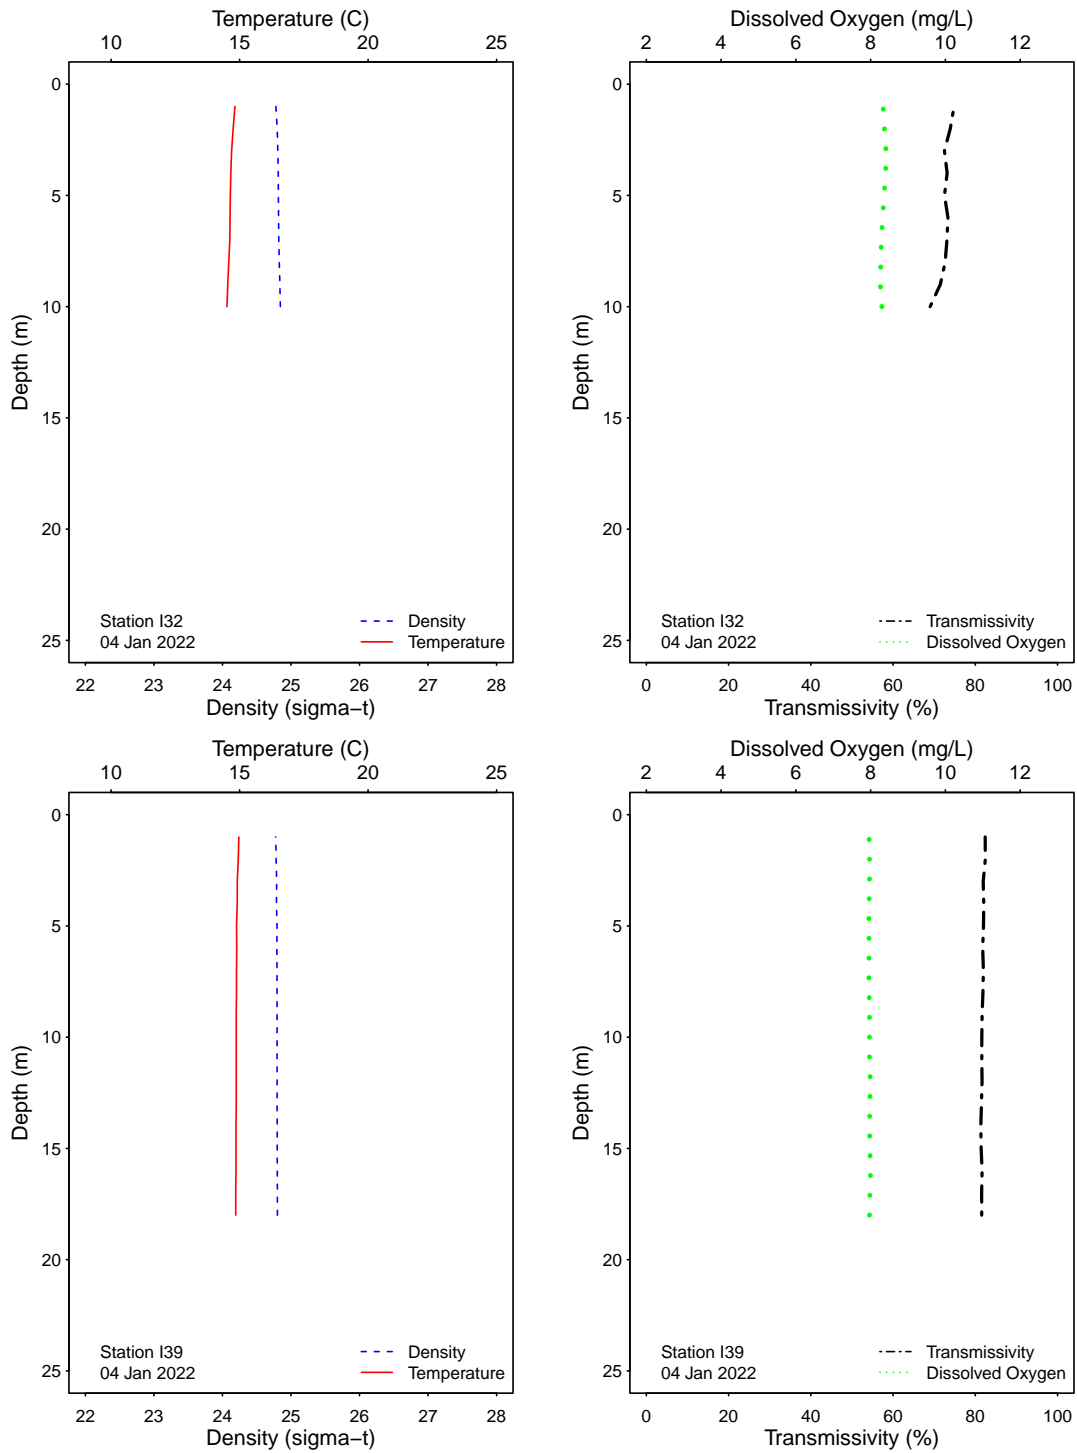 Temperature (C)
10 15 20 25
0
5
10
15
20
25
Depth (m)
Station I32
04 Jan 2022
Density
Temperature
22 23 24 25 26 27 28
Density (sigma−t)
Dissolved Oxygen (mg/L)
2 4 6 8 10 12
0
5
10
15
20
25
Depth (m)
Station I32
04 Jan 2022
Transmissivity
Dissolved Oxygen
0 20 40 60 80 100
Transmissivity (%)
Temperature (C)
10 15 20 25
0
5
10
15
20
25
Depth (m)
Station I39
04 Jan 2022
Density
Temperature
22 23 24 25 26 27 28
Density (sigma−t)
Dissolved Oxygen (mg/L)
2 4 6 8 10 12
0
5
10
15
20
25
Depth (m)
Station I39
04 Jan 2022
Transmissivity
Dissolved Oxygen
0 20 40 60 80 100
Transmissivity (%)